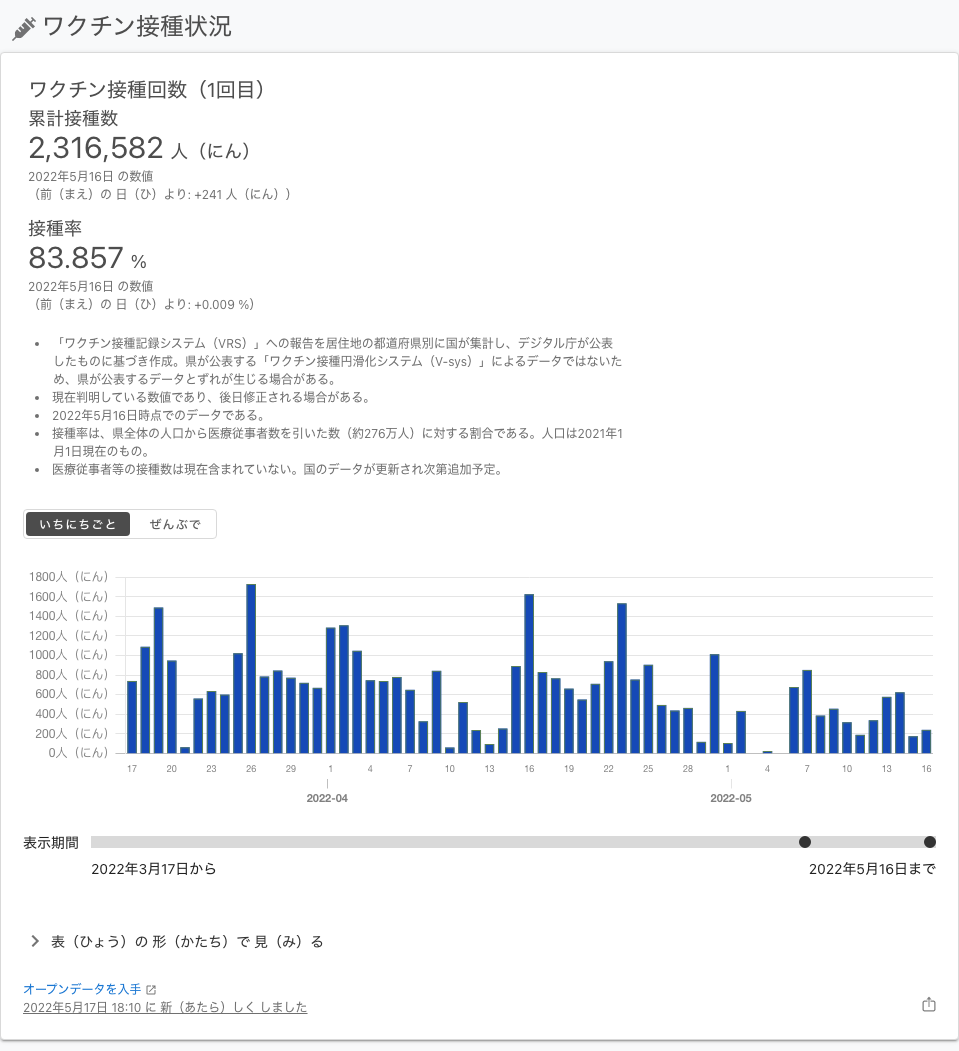 ワクチン接種状況
ワクチン接種回数（1回目）
累計接種数
2,316,582 人（にん）
2022年5月16日 の数値
（前（まえ）の 日（ひ）より: +241 人（にん））
接種率
83.857 %
2022年5月16日 の数値
（前（まえ）の 日（ひ）より: +0.009 %）
• 「ワクチン接種記録システム（VRS）」への報告を居住地の都道府県別に国が集計し、デジタル庁が公表
したものに基づき作成。県が公表する「ワクチン接種円滑化システム（V-sys）」によるデータではないた
め、県が公表するデータとずれが生じる場合がある。
• 現在判明している数値であり、後日修正される場合がある。
• 2022年5月16日時点でのデータである。
• 接種率は、県全体の人口から医療従事者数を引いた数（約276万人）に対する割合である。人口は2021年1
月1日現在のもの。
• 医療従事者等の接種数は現在含まれていない。国のデータが更新され次第追加予定。
いちにちごと ぜんぶで
1800人（にん）
1600人（にん）
1400人（にん）
1200人（にん）
1000人（にん）
800人（にん）
600人（にん）
400人（にん）
200人（にん）
0人（にん）
17 20 23 26 29 1 4 7 10 13 16 19 22 25 28 1 4 7 10 13 16
2022-04 2022-05
表示期間
2022年3月17日から 2022年5月16日まで
表（ひょう）の 形（かたち）で 見（み）る
オープンデータを入手
2022年5月17日 18:10 に 新（あたら）しく しました